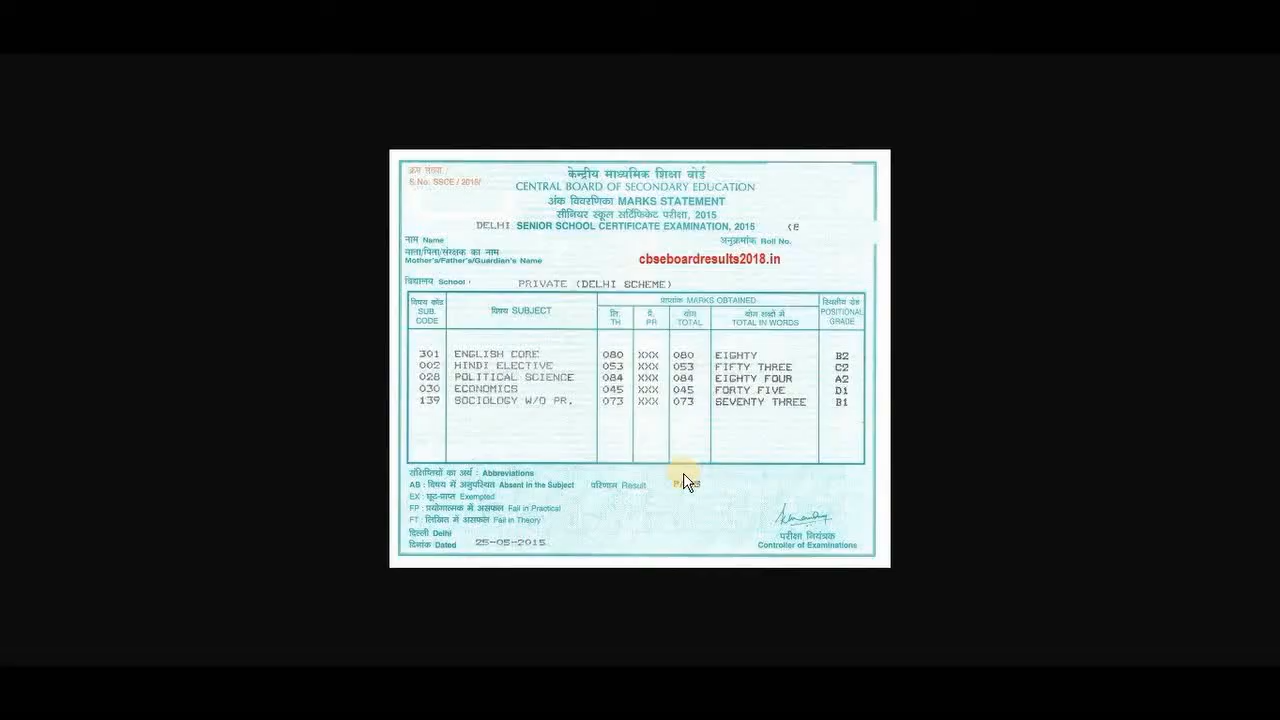 क्रम संख्या /
S.No. SSCE / 2015/
केन्द्रीय माध्यमिक शिक्षा बोर्ड
CENTRAL BOARD OF SECONDARY EDUCATION
अंक विवरणिका MARKS STATEMENT
सीनियर स्कूल सर्टिफिकेट परीक्षा, 2015
DELHI SENIOR SCHOOL CERTIFICATE EXAMINATION, 2015 (E
नाम Name अनुक्रमांक Roll No.
माता/पिता/संरक्षक का नाम
Mother's/Father's/Guardian's Name
cbseboardresults2018.in
विद्यालय School : PRIVATE (DELHI SCHEME)
विषय कोड SUB. CODE विषय SUBJECT प्राप्तांक MARKS OBTAINED स्थितीय ग्रेड POSITIONAL GRADE
लि. TH प्रै. PR योग TOTAL योग शब्दों में TOTAL IN WORDS
301 ENGLISH CORE 080 XXX 080 EIGHTY B2
002 HINDI ELECTIVE 053 XXX 053 FIFTY THREE C2
028 POLITICAL SCIENCE 084 XXX 084 EIGHTY FOUR A2
030 ECONOMICS 045 XXX 045 FORTY FIVE D1
139 SOCIOLOGY W/O PR. 073 XXX 073 SEVENTY THREE B1
संक्षिप्तियों का अर्थ : Abbreviations
AB : विषय में अनुपस्थित Absent in the Subject परिणाम Result
EX : छूट-प्राप्त Exempted
FP : प्रयोगात्मक में असफल Fail in Practical
FT : लिखित में असफल Fail in Theory
दिल्ली Delhi
दिनांक Dated 25-05-2015
परीक्षा नियंत्रक
Controller of Examinations